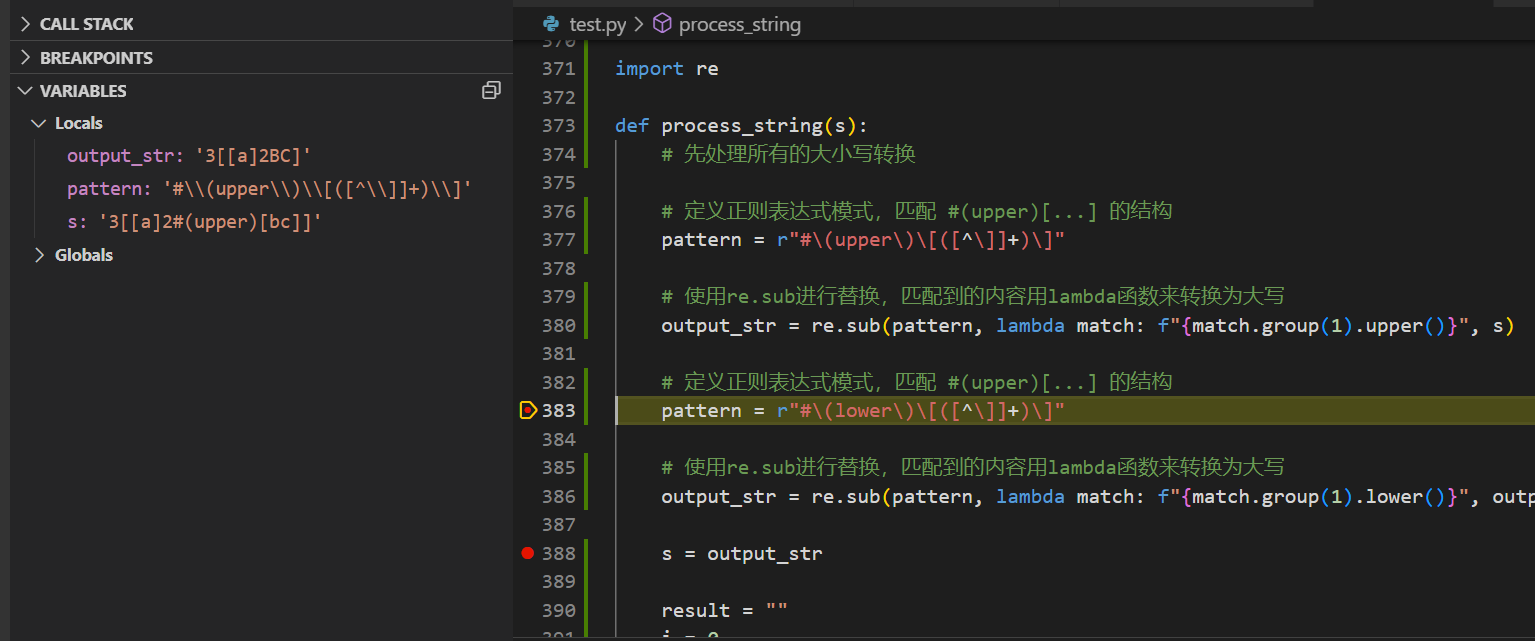 CALL STACK
BREAKPOINTS
VARIABLES
Locals
output_str: '3[[a]2BC]'
pattern: '#\\(upper\\)\\[([^\\]]+)\\]'
s: '3[[a]2#(upper)[bc]]'
Globals
test.py > process_string
370
371 import re
372
373 def process_string(s):
374 # 先处理所有的大小写转换
375
376 # 定义正则表达式模式，匹配 #(upper)[...] 的结构
377 pattern = r"#\(upper\)\[([^\]]+)\]"
378
379 # 使用re.sub进行替换，匹配到的内容用lambda函数来转换为大写
380 output_str = re.sub(pattern, lambda match: f"{match.group(1).upper()}", s)
381
382 # 定义正则表达式模式，匹配 #(upper)[...] 的结构
383 pattern = r"#\(lower\)\[([^\]]+)\]"
384
385 # 使用re.sub进行替换，匹配到的内容用lambda函数来转换为大写
386 output_str = re.sub(pattern, lambda match: f"{match.group(1).lower()}", outp
387
388 s = output_str
389
390 result = ""
391